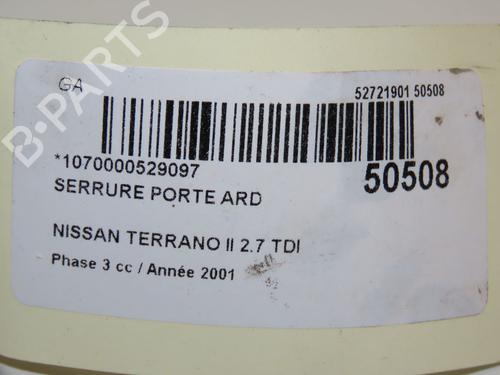 GA
52721901 50508
*1070000529097
50508
SERRURE PORTE ARD
NISSAN TERRANO II 2.7 TDI
Phase 3 cc / Année 2001
B-PARTS